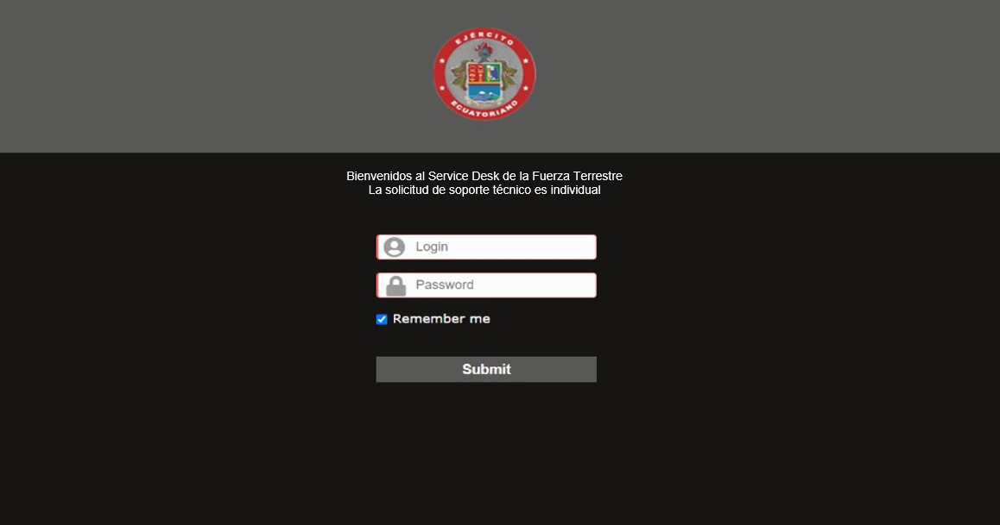 EJÉRCITO
ECUATORIANO
Bienvenidos al Service Desk de la Fuerza Terrestre
La solicitud de soporte técnico es individual
Login
Password
Remember me
Submit